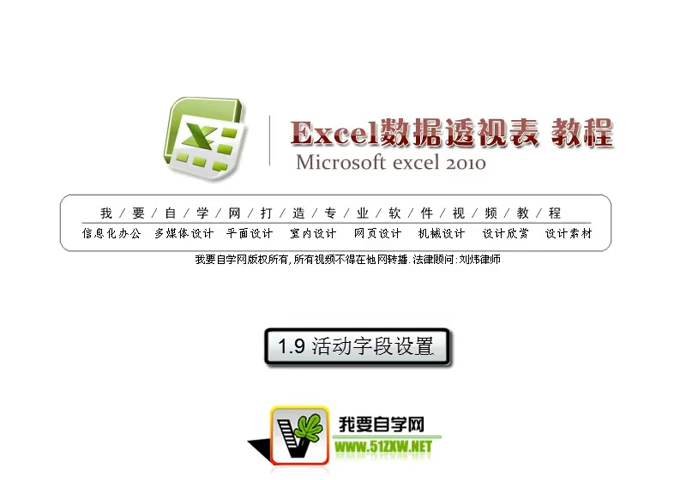 Excel数据透视表 教程
Microsoft excel 2010
我/要/自/学/网/打/造/专/业/软/件/视/频/教/程
信息化办公 多媒体设计 平面设计 室内设计 网页设计 机械设计 设计欣赏 设计素材
我要自学网版权所有,所有视频不得在他网转播.法律顾问:刘炜律师
1.9 活动字段设置
我要自学网
WWW.51ZXW.NET